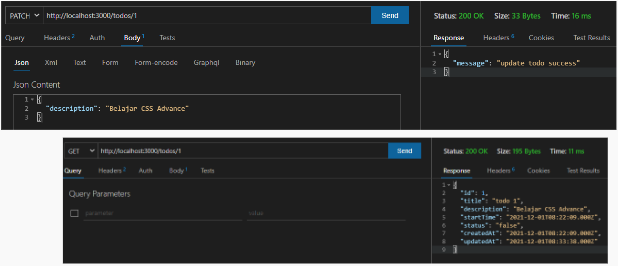 PATCH http://localhost:3000/todos/1 Send
Query Headers 2 Auth Body 1 Tests
Json Xml Text Form Form-encode Graphql Binary
Json Content
1 {
2 "description": "Belajar CSS Advance"
3 }
Status: 200 OK Size: 33 Bytes Time: 16 ms
Response Headers 6 Cookies Test Results
1 {
2 "message": "update todo success"
3 }
GET http://localhost:3000/todos/1 Send
Query Headers 2 Auth Body 1 Tests
Query Parameters
parameter value
Status: 200 OK Size: 195 Bytes Time: 11 ms
Response Headers 6 Cookies Test Results
1 {
2 "id": 1,
3 "title": "todo 1",
4 "description": "Belajar CSS Advance",
5 "startTime": "2021-12-01T08:22:09.000Z",
6 "status": "false",
7 "createdAt": "2021-12-01T08:22:09.000Z",
8 "updatedAt": "2021-12-01T08:33:38.000Z"
9 }